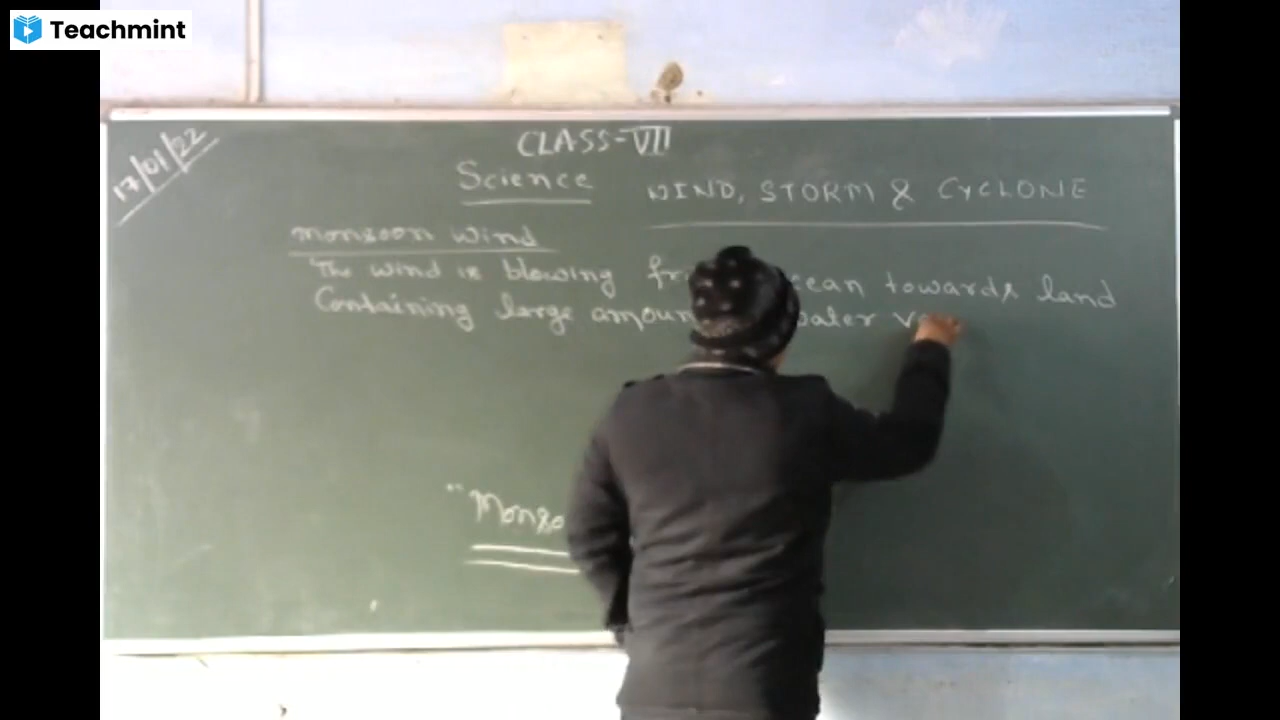 Teachmint
17/01/22
CLASS-VII
Science WIND, STORM & CYCLONE
monsoon wind
The wind is blowing towards land
Containing large water
"Monso